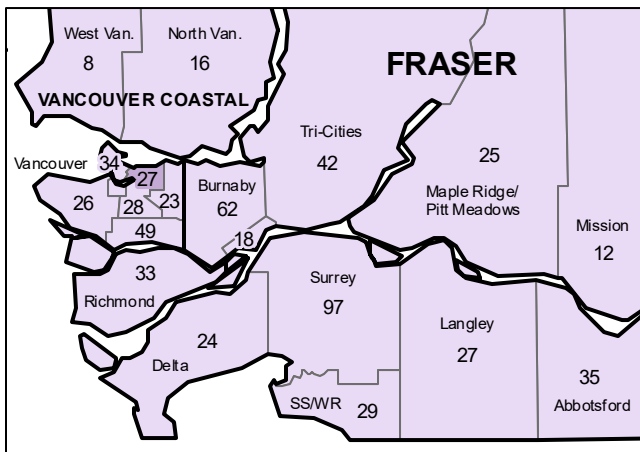 West Van.
8
North Van.
16
VANCOUVER COASTAL
FRASER
Tri-Cities
42
25
Maple Ridge/
Pitt Meadows
Mission
12
Vancouver
34
27
26
28
23
49
Burnaby
62
18
33
Richmond
Surrey
97
24
Delta
Langley
27
SS/WR
29
35
Abbotsford